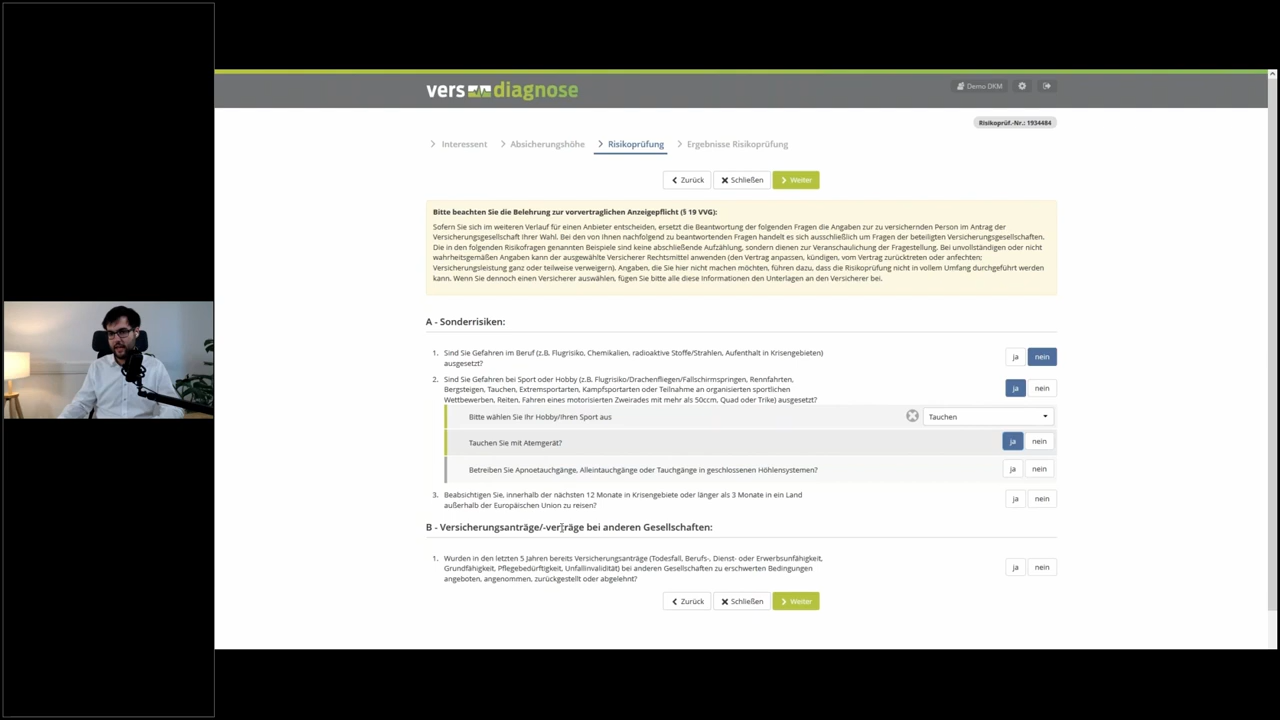 vers diagnose
Demo DKM
Risikoprüf.-Nr.: 1934484
Interessent
Absicherungshöhe
Risikoprüfung
Ergebnisse Risikoprüfung
Zurück
Schließen
Weiter
Bitte beachten Sie die Belehrung zur vorvertraglichen Anzeigepflicht (§ 19 VVG):
Sofern Sie sich im weiteren Verlauf für einen Anbieter entscheiden, ersetzt die Beantwortung der folgenden Fragen die Angaben zur zu versichernden Person im Antrag der
Versicherungsgesellschaft Ihrer Wahl. Bei den von Ihnen nachfolgend zu beantwortenden Fragen handelt es sich ausschließlich um Fragen der beteiligten Versicherungsgesellschaften.
Die in den folgenden Risikofragen genannten Beispiele sind keine abschließende Aufzählung, sondern dienen zur Veranschaulichung der Fragestellung. Bei unvollständigen oder nicht
wahrheitsgemäßen Angaben kann der ausgewählte Versicherer Rechtsmittel anwenden (den Vertrag anpassen, kündigen, vom Vertrag zurücktreten oder anfechten;
Versicherungsleistung ganz oder teilweise verweigern). Angaben, die Sie hier nicht machen möchten, führen dazu, dass die Risikoprüfung nicht in vollem Umfang durchgeführt werden
kann. Wenn Sie dennoch einen Versicherer auswählen, fügen Sie bitte alle diese Informationen den Unterlagen an den Versicherer bei.
A - Sonderrisiken:
1. Sind Sie Gefahren im Beruf (z.B. Flugrisiko, Chemikalien, radioaktive Stoffe/Strahlen, Aufenthalt in Krisengebieten)
ausgesetzt?
ja nein
2. Sind Sie Gefahren bei Sport oder Hobby (z.B. Flugrisiko/Drachenfliegen/Fallschirmspringen, Rennfahrten,
Bergsteigen, Tauchen, Extremsportarten, Kampfsportarten oder Teilnahme an organisierten sportlichen
Wettbewerben, Reiten, Fahren eines motorisierten Zweirades mit mehr als 50ccm, Quad oder Trike) ausgesetzt?
ja nein
Bitte wählen Sie Ihr Hobby/Ihren Sport aus
Tauchen
Tauchen Sie mit Atemgerät?
ja nein
Betreiben Sie Apnoetauchgänge, Alleintauchgänge oder Tauchgänge in geschlossenen Höhlensystemen?
ja nein
3. Beabsichtigen Sie, innerhalb der nächsten 12 Monate in Krisengebiete oder länger als 3 Monate in ein Land
außerhalb der Europäischen Union zu reisen?
ja nein
B - Versicherungsanträge/-verträge bei anderen Gesellschaften:
1. Wurden in den letzten 5 Jahren bereits Versicherungsanträge (Todesfall, Berufs-, Dienst- oder Erwerbsunfähigkeit,
Grundfähigkeit, Pflegebedürftigkeit, Unfallinvalidität) bei anderen Gesellschaften zu erschwerten Bedingungen
angeboten, angenommen, zurückgestellt oder abgelehnt?
ja nein
Zurück
Schließen
Weiter